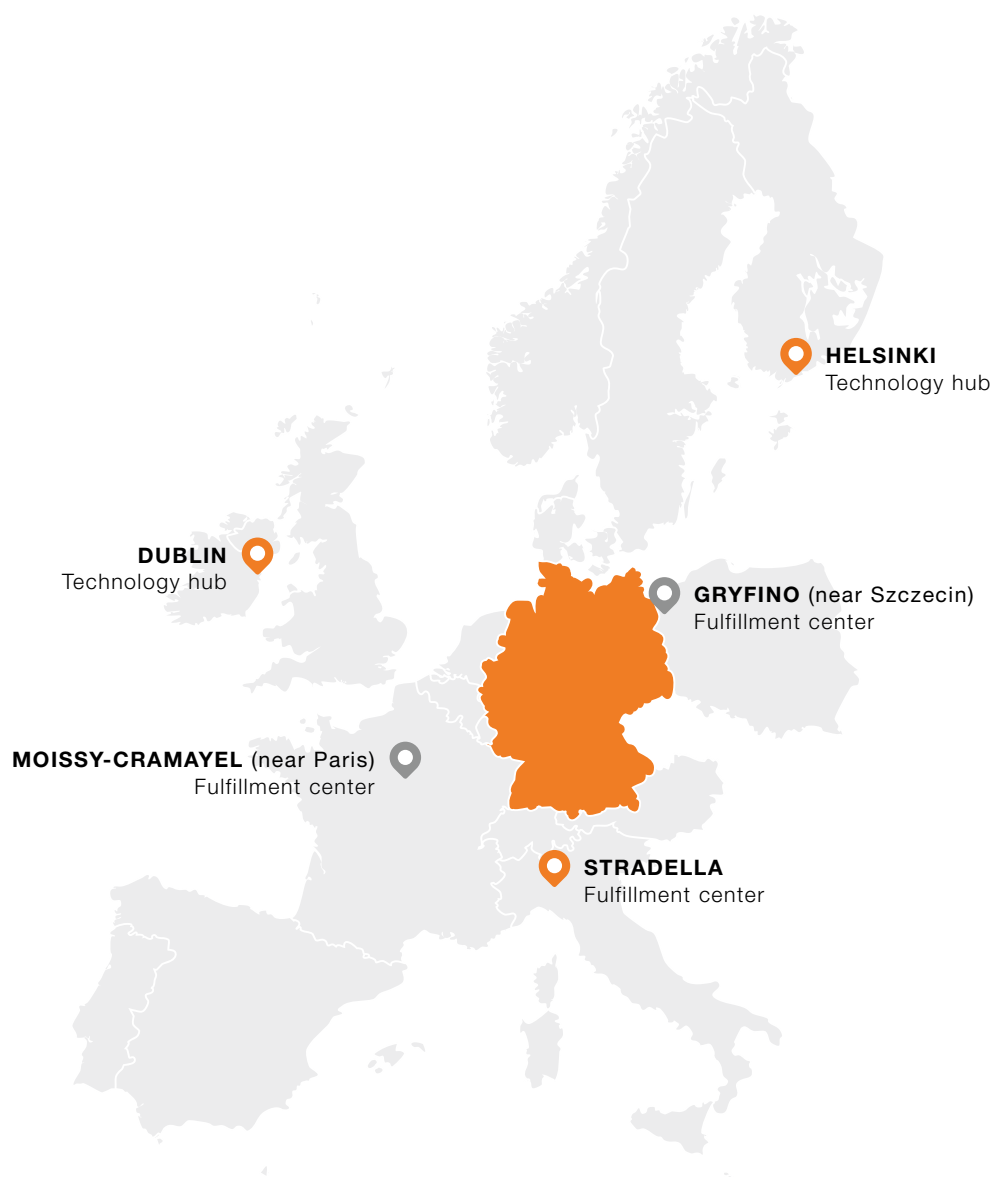 HELSINKI
Technology hub
DUBLIN
Technology hub
GRYFINO (near Szczecin)
Fulfillment center
MOISSY-CRAMAYEL (near Paris)
Fulfillment center
STRADELLA
Fulfillment center